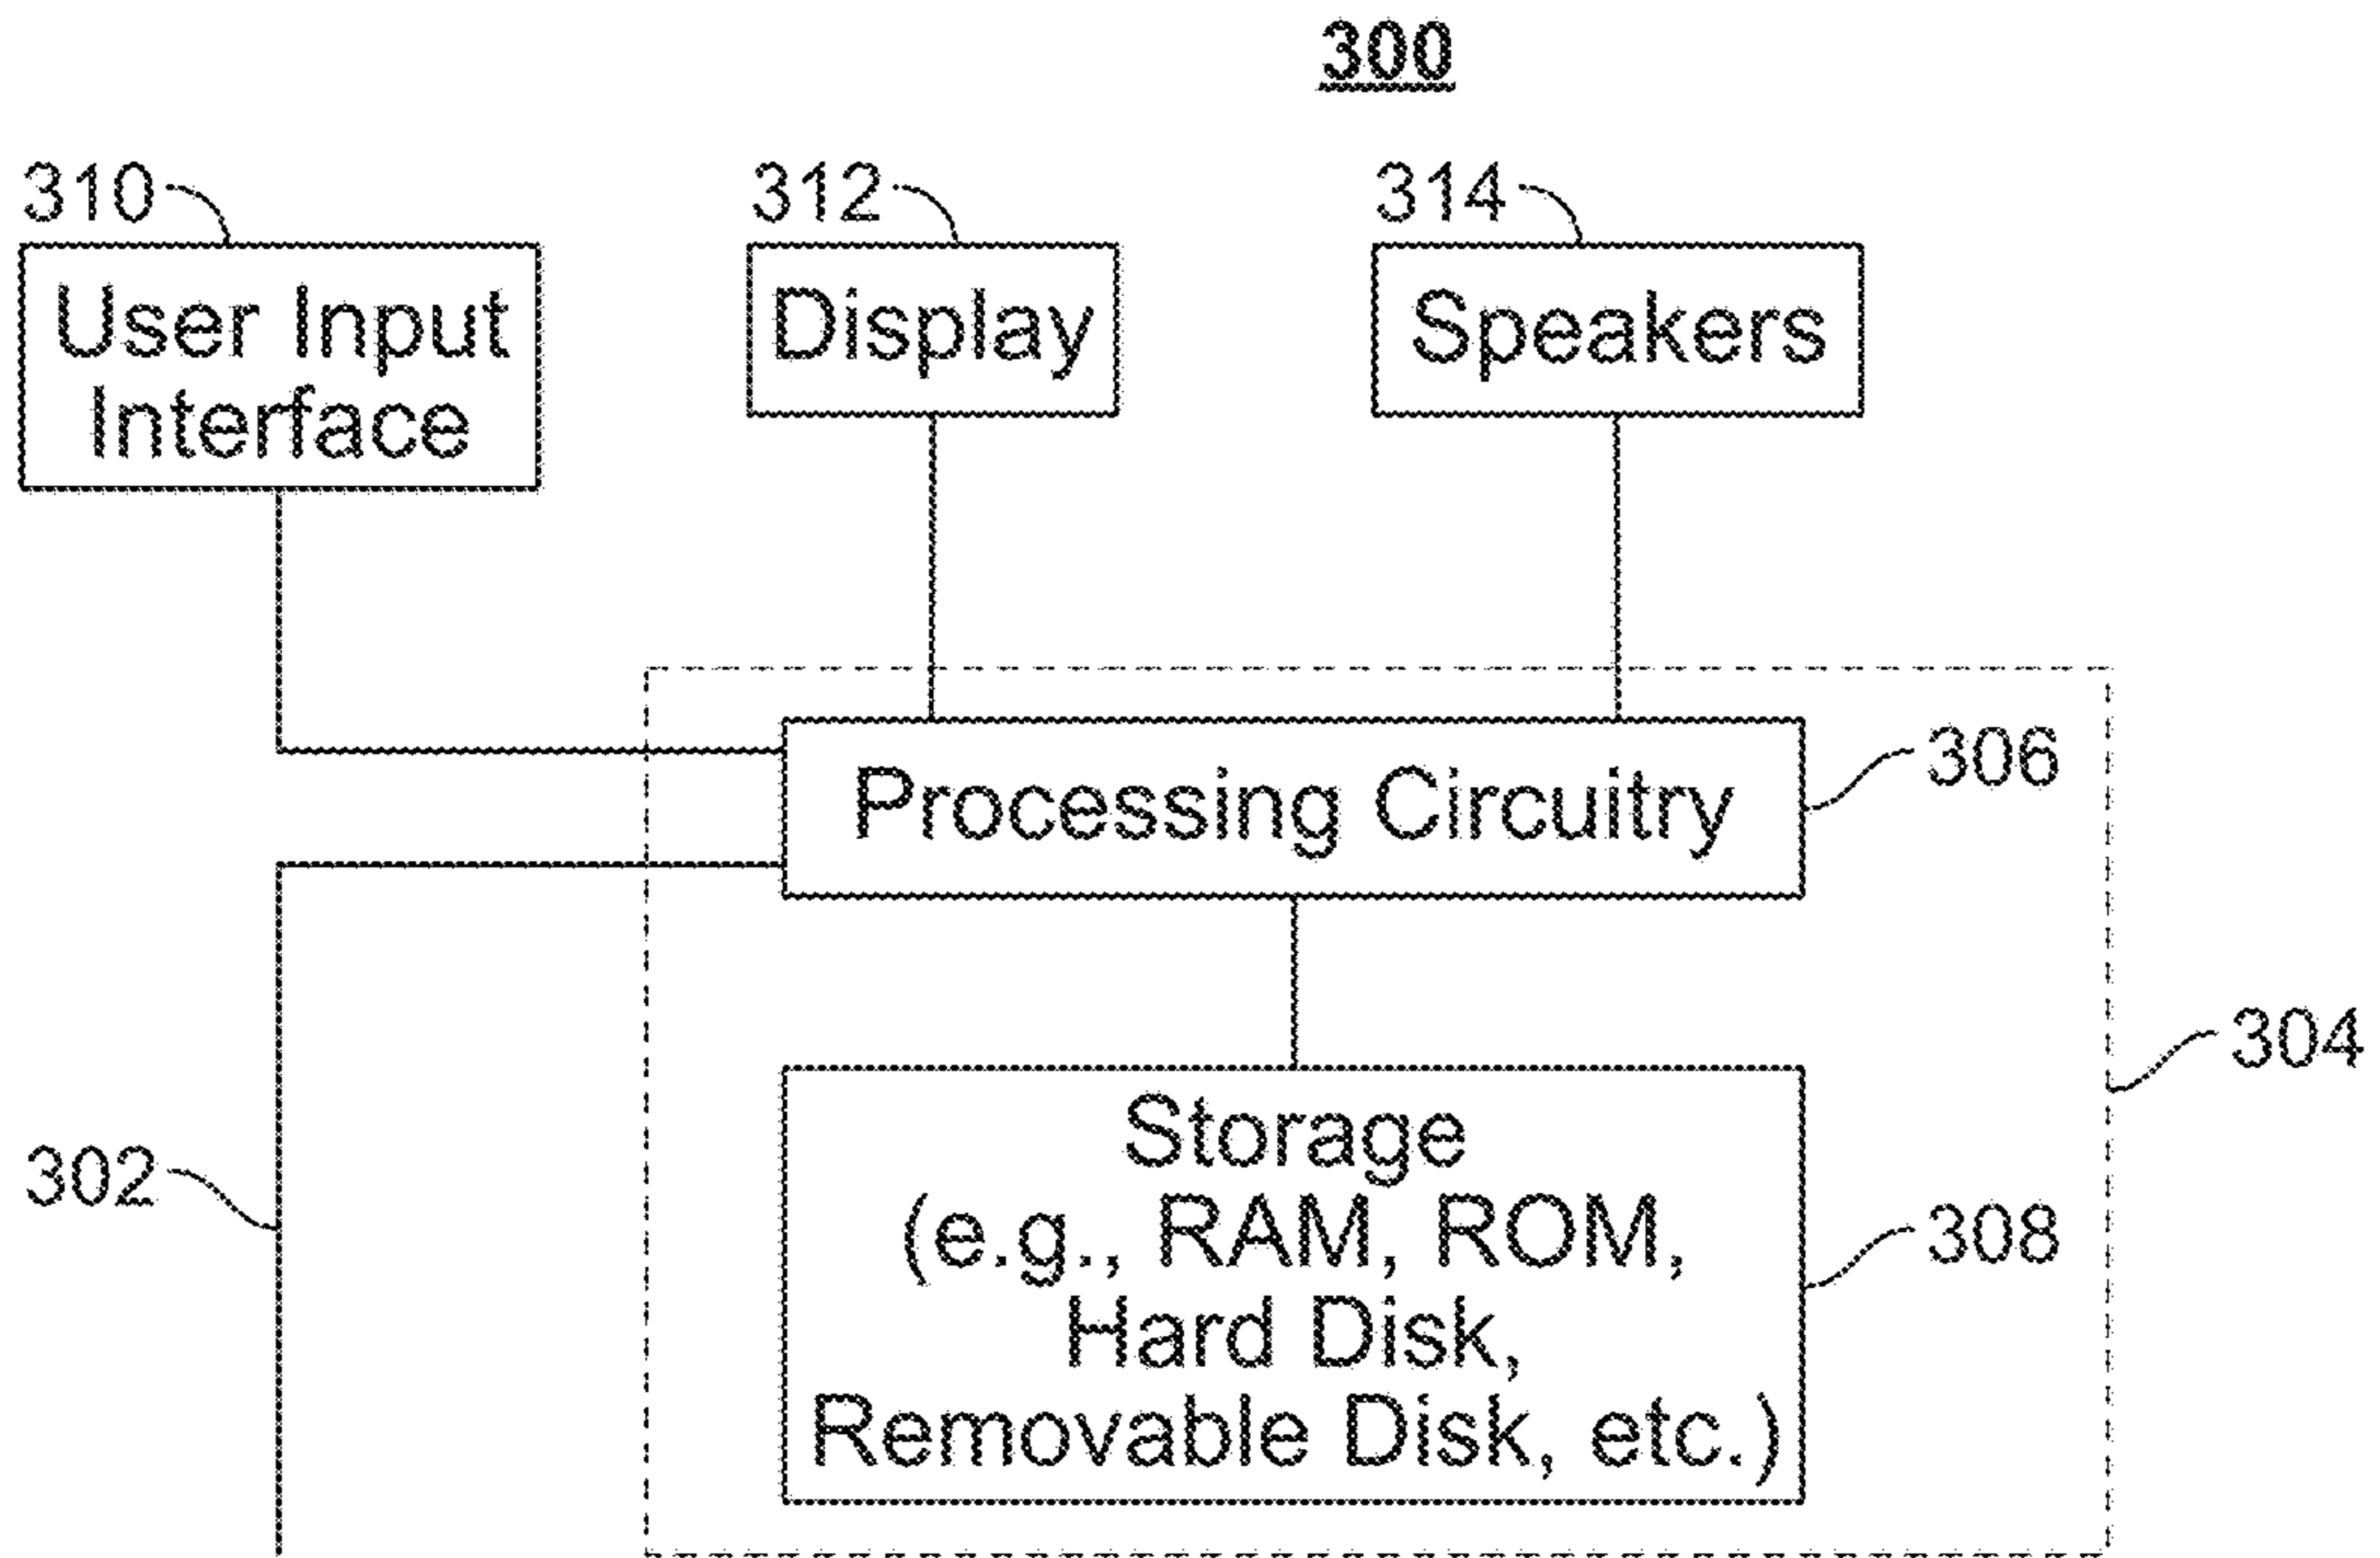 300
310
312
314
User Input
Interface
Display
Speakers
Processing Circuitry
306
304
302
Storage
(e.g., RAM, ROM,
Hard Disk,
Removable Disk, etc.)
308